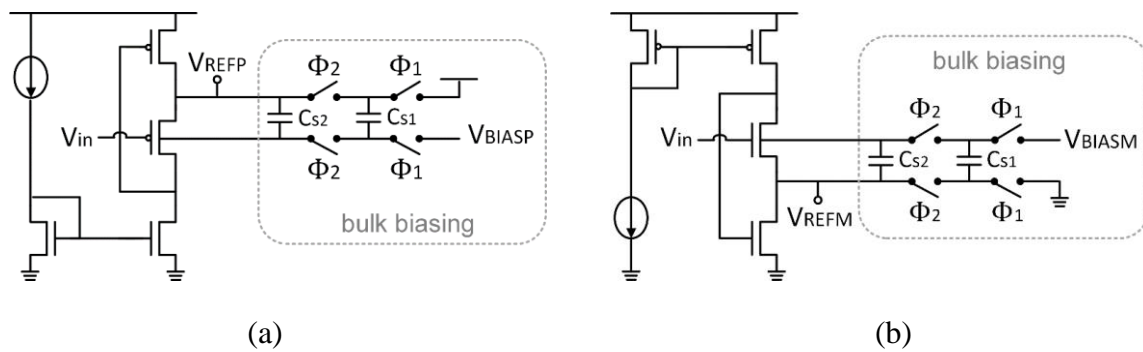 Φ2 Φ1
VREFP
Cs2 Cs1
Vin
VBIASP
Φ2 Φ1
bulk biasing
(a)
bulk biasing
Φ2 Φ1
Vin
VBIASM
Cs2 Cs1
Φ2 Φ1
VREFM
(b)